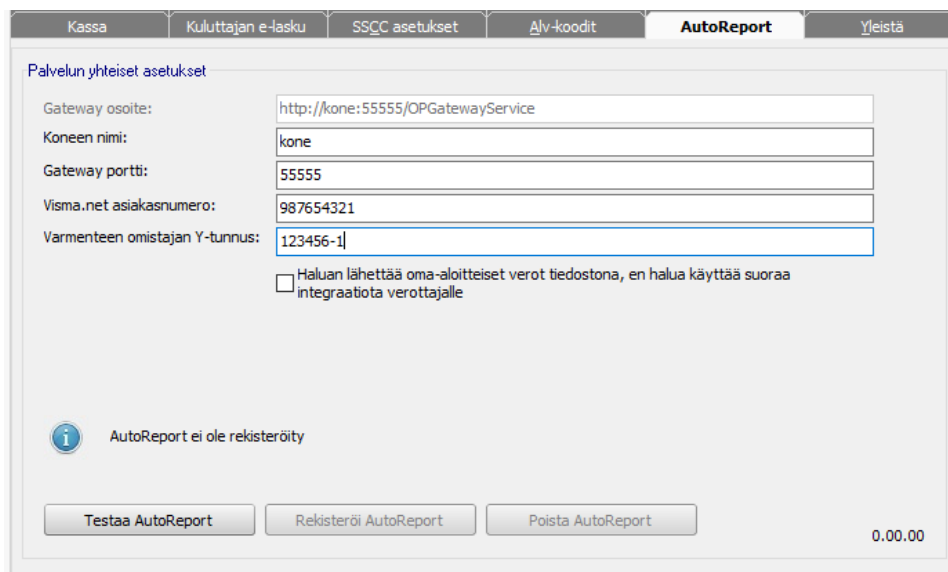 Kassa
Kuluttajan e-lasku
SSCC asetukset
Alv-koodit
AutoReport
Yleistä
Palvelun yhteiset asetukset
Gateway osoite: http://kone:55555/OPGatewayService
Koneen nimi: kone
Gateway portti: 55555
Visma.net asiakasnumero: 987654321
Varmenteen omistajan Y-tunnus: 123456-1
Haluan lähettää oma-aloitteiset verot tiedostona, en halua käyttää suoraa
integraatiota verottajalle
AutoReport ei ole rekisteröity
Testaa AutoReport
Rekisteröi AutoReport
Poista AutoReport
0.00.00